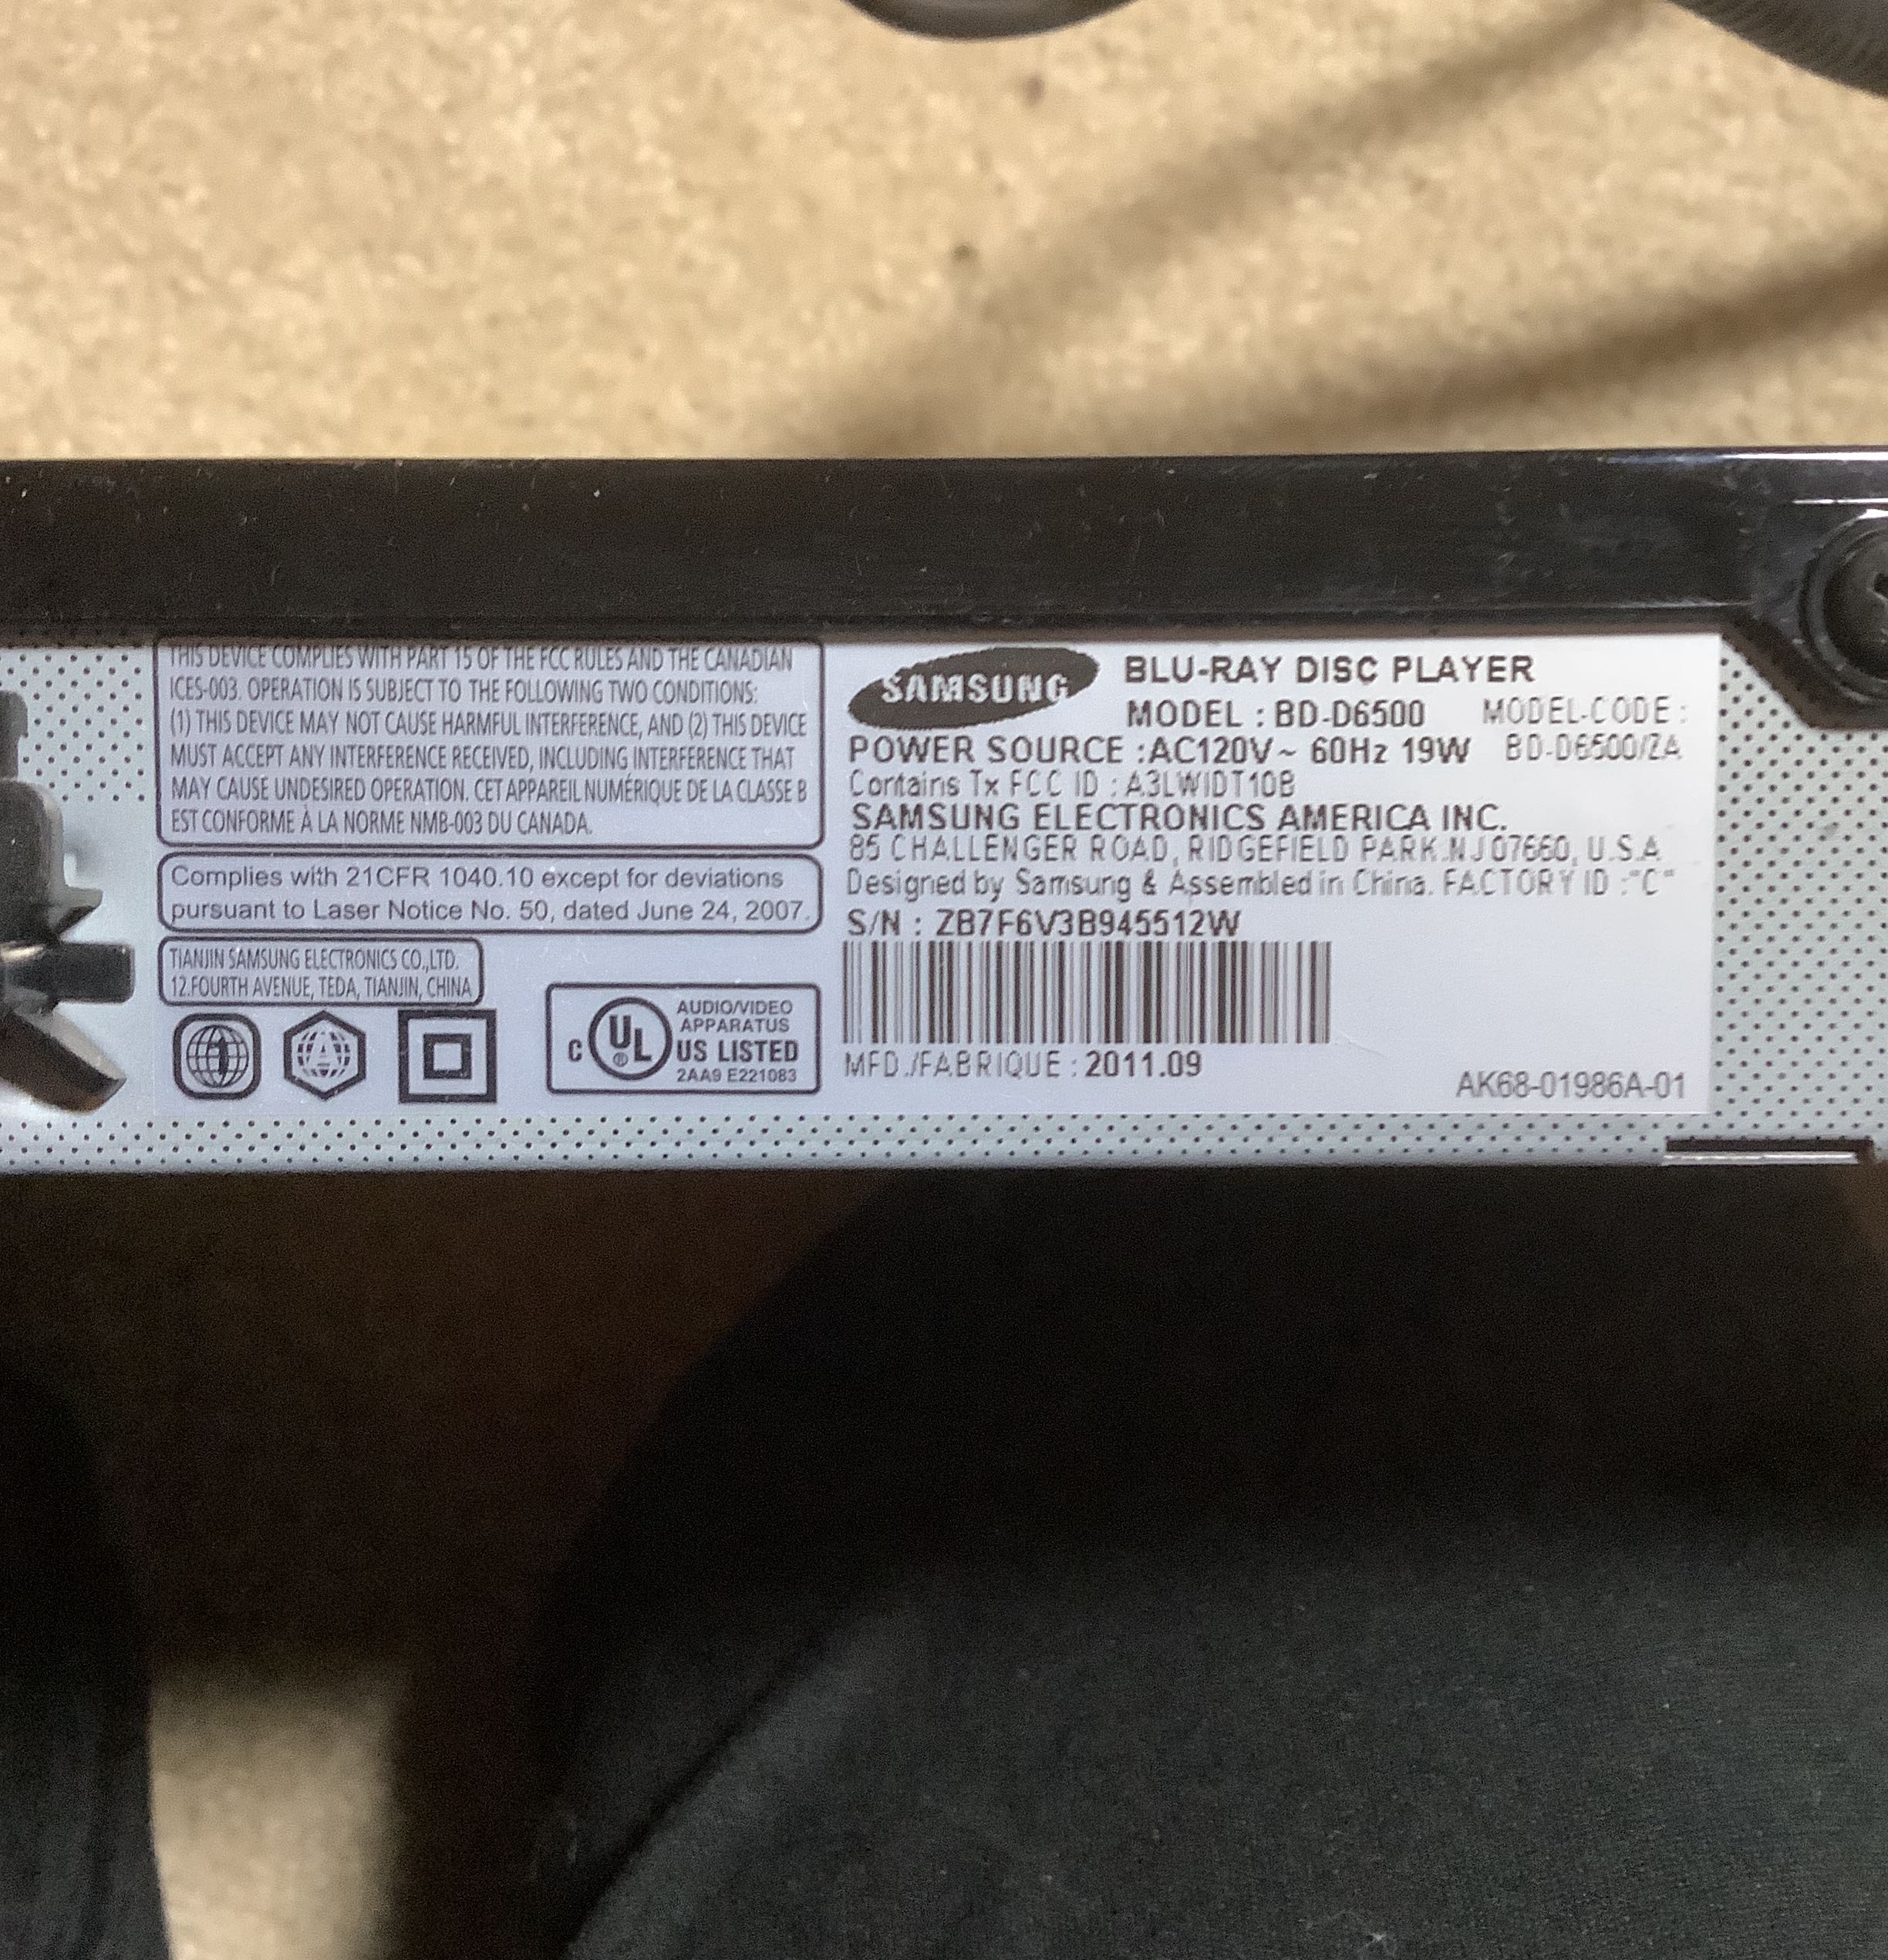 THIS DEVICE COMPLIES WITH PART 15 OF THE FCC RULES AND THE CANADIAN
ICES-003. OPERATION IS SUBJECT TO THE FOLLOWING TWO CONDITIONS:
(1) THIS DEVICE MAY NOT CAUSE HARMFUL INTERFERENCE, AND (2) THIS DEVICE
MUST ACCEPT ANY INTERFERENCE RECEIVED, INCLUDING INTERFERENCE THAT
MAY CAUSE UNDESIRED OPERATION. CET APPAREIL NUMÉRIQUE DE LA CLASSE B
EST CONFORME À LA NORME NMB-003 DU CANADA.
Complies with 21CFR 1040.10 except for deviations
pursuant to Laser Notice No. 50, dated June 24, 2007.
TIANJIN SAMSUNG ELECTRONICS CO.,LTD.
12.FOURTH AVENUE, TEDA, TIANJIN, CHINA
C UL ® AUDIO/VIDEO
APPARATUS
US LISTED
2AA9 E221083
SAMSUNG BLU-RAY DISC PLAYER
MODEL : BD-D6500 MODEL-CODE :
POWER SOURCE :AC120V~ 60Hz 19W BD-D6500/ZA
Contains Tx FCC ID : A3LWIDT10B
SAMSUNG ELECTRONICS AMERICA INC.
85 CHALLENGER ROAD, RIDGEFIELD PARK.NJ07660, U.S.A
Designed by Samsung & Assembled in China. FACTORY ID :"C"
S/N : ZB7F6V3B945512W
MFD./FABRIQUE : 2011.09
AK68-01986A-01